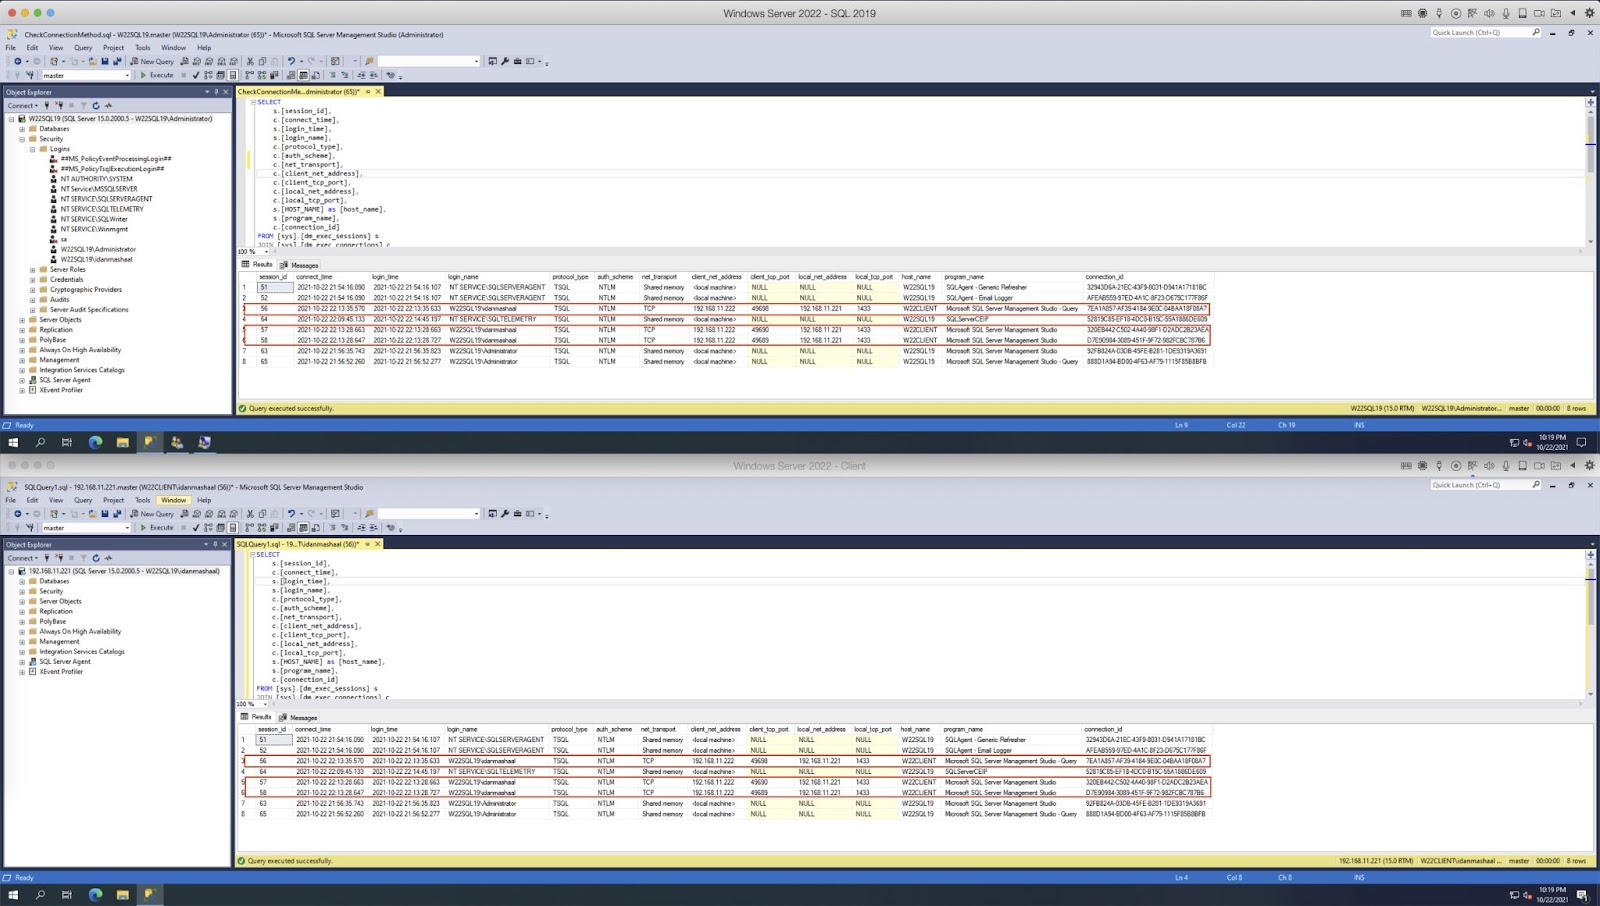 Windows Server 2022 - SQL 2019
CheckConnectionMethod.sql - W22SQL19.master (W22SQL19\Administrator (65))* - Microsoft SQL Server Management Studio (Administrator)
Quick Launch (Ctrl+Q)
File Edit View Query Project Tools Window Help
New Query
master Execute
Object Explorer
Connect
W22SQL19 (SQL Server 15.0.2000.5 - W22SQL19\Administrator)
Databases
Security
Logins
##MS_PolicyEventProcessingLogin##
##MS_PolicyTsqlExecutionLogin##
NT AUTHORITY\SYSTEM
NT Service\MSSQLSERVER
NT SERVICE\SQLSERVERAGENT
NT SERVICE\SQLTELEMETRY
NT SERVICE\SQLWriter
NT SERVICE\Winmgmt
sa
W22SQL19\Administrator
W22SQL19\idanmashaal
Server Roles
Credentials
Cryptographic Providers
Audits
Server Audit Specifications
Server Objects
Replication
PolyBase
Always On High Availability
Management
Integration Services Catalogs
SQL Server Agent
XEvent Profiler
CheckConnectionMe...dministrator (65))*
SELECT
s.[session_id],
c.[connect_time],
s.[login_time],
s.[login_name],
c.[protocol_type],
c.[auth_scheme],
c.[net_transport],
c.[client_net_address],
c.[client_tcp_port],
c.[local_net_address],
c.[local_tcp_port],
s.[HOST_NAME] as [host_name],
s.[program_name],
c.[connection_id]
FROM [sys].[dm_exec_sessions] s
JOIN [sys].[dm_exec_connections] c
100 %
Results Messages
session_id connect_time login_time login_name protocol_type auth_scheme net_transport client_net_address client_tcp_port local_net_address local_tcp_port host_name program_name connection_id
1 51 2021-10-22 21:54:16.090 2021-10-22 21:54:16.107 NT SERVICE\SQLSERVERAGENT TSQL NTLM Shared memory <local machine> NULL NULL NULL W22SQL19 SQLAgent - Generic Refresher 32943D6A-21EC-43F9-8031-D941A17181BC
2 52 2021-10-22 21:54:16.090 2021-10-22 21:54:16.107 NT SERVICE\SQLSERVERAGENT TSQL NTLM Shared memory <local machine> NULL NULL NULL W22SQL19 SQLAgent - Email Logger AFEAB559-97ED-4A1C-8F23-D675C177F86F
3 56 2021-10-22 22:13:35.570 2021-10-22 22:13:35.633 W22SQL19\idanmashaal TSQL NTLM TCP 192.168.11.222 49698 192.168.11.221 1433 W22CLIENT Microsoft SQL Server Management Studio - Query 7EA1A857-AF39-4184-9E0C-04BAA18F08A7
4 64 2021-10-22 22:09:45.133 2021-10-22 22:14:45.197 NT SERVICE\SQLTELEMETRY TSQL NTLM Shared memory <local machine> NULL NULL NULL W22SQL19 SQLServerCEIP 52819C85-EF18-4DC0-B15C-55A1886DE609
5 57 2021-10-22 22:13:28.663 2021-10-22 22:13:28.663 W22SQL19\idanmashaal TSQL NTLM TCP 192.168.11.222 49690 192.168.11.221 1433 W22CLIENT Microsoft SQL Server Management Studio 320EB442-C502-4A40-98F1-D2ADC2B23AEA
6 58 2021-10-22 22:13:28.647 2021-10-22 22:13:28.727 W22SQL19\idanmashaal TSQL NTLM TCP 192.168.11.222 49689 192.168.11.221 1433 W22CLIENT Microsoft SQL Server Management Studio D7E90984-3089-451F-9F72-982FCBC787B6
7 63 2021-10-22 21:56:35.743 2021-10-22 21:56:35.823 W22SQL19\Administrator TSQL NTLM Shared memory <local machine> NULL NULL NULL W22SQL19 Microsoft SQL Server Management Studio 92FB824A-03DB-45FE-B281-1DE9319A3691
8 65 2021-10-22 21:56:52.260 2021-10-22 21:56:52.277 W22SQL19\Administrator TSQL NTLM Shared memory <local machine> NULL NULL NULL W22SQL19 Microsoft SQL Server Management Studio - Query 888D1A94-BD00-4F63-AF79-1115F85B8BFB
Query executed successfully. W22SQL19 (15.0 RTM) W22SQL19\Administrator... master 00:00:00 8 rows
Ready Ln 9 Col 22 Ch 19 INS
10:19 PM
10/22/2021
Windows Server 2022 - Client
SQLQuery1.sql - 192.168.11.221.master (W22CLIENT\idanmashaal (56))* - Microsoft SQL Server Management Studio
Quick Launch (Ctrl+Q)
File Edit View Query Project Tools Window Help
New Query
master Execute
Object Explorer
Connect
192.168.11.221 (SQL Server 15.0.2000.5 - W22SQL19\idanmashaal)
Databases
Security
Server Objects
Replication
PolyBase
Always On High Availability
Management
Integration Services Catalogs
SQL Server Agent
XEvent Profiler
SQLQuery1.sql - 19...T\idanmashaal (56))*
SELECT
s.[session_id],
c.[connect_time],
s.[login_time],
s.[login_name],
c.[protocol_type],
c.[auth_scheme],
c.[net_transport],
c.[client_net_address],
c.[client_tcp_port],
c.[local_net_address],
c.[local_tcp_port],
s.[HOST_NAME] as [host_name],
s.[program_name],
c.[connection_id]
FROM [sys].[dm_exec_sessions] s
JOIN [sys].[dm_exec_connections] c
100 %
Results Messages
session_id connect_time login_time login_name protocol_type auth_scheme net_transport client_net_address client_tcp_port local_net_address local_tcp_port host_name program_name connection_id
1 51 2021-10-22 21:54:16.090 2021-10-22 21:54:16.107 NT SERVICE\SQLSERVERAGENT TSQL NTLM Shared memory <local machine> NULL NULL NULL W22SQL19 SQLAgent - Generic Refresher 32943D6A-21EC-43F9-8031-D941A17181BC
2 52 2021-10-22 21:54:16.090 2021-10-22 21:54:16.107 NT SERVICE\SQLSERVERAGENT TSQL NTLM Shared memory <local machine> NULL NULL NULL W22SQL19 SQLAgent - Email Logger AFEAB559-97ED-4A1C-8F23-D675C177F86F
3 56 2021-10-22 22:13:35.570 2021-10-22 22:13:35.633 W22SQL19\idanmashaal TSQL NTLM TCP 192.168.11.222 49698 192.168.11.221 1433 W22CLIENT Microsoft SQL Server Management Studio - Query 7EA1A857-AF39-4184-9E0C-04BAA18F08A7
4 64 2021-10-22 22:09:45.133 2021-10-22 22:14:45.197 NT SERVICE\SQLTELEMETRY TSQL NTLM Shared memory <local machine> NULL NULL NULL W22SQL19 SQLServerCEIP 52819C85-EF18-4DC0-B15C-55A1886DE609
5 57 2021-10-22 22:13:28.663 2021-10-22 22:13:28.663 W22SQL19\idanmashaal TSQL NTLM TCP 192.168.11.222 49690 192.168.11.221 1433 W22CLIENT Microsoft SQL Server Management Studio 320EB442-C502-4A40-98F1-D2ADC2B23AEA
6 58 2021-10-22 22:13:28.647 2021-10-22 22:13:28.727 W22SQL19\idanmashaal TSQL NTLM TCP 192.168.11.222 49689 192.168.11.221 1433 W22CLIENT Microsoft SQL Server Management Studio D7E90984-3089-451F-9F72-982FCBC787B6
7 63 2021-10-22 21:56:35.743 2021-10-22 21:56:35.823 W22SQL19\Administrator TSQL NTLM Shared memory <local machine> NULL NULL NULL W22SQL19 Microsoft SQL Server Management Studio 92FB824A-03DB-45FE-B281-1DE9319A3691
8 65 2021-10-22 21:56:52.260 2021-10-22 21:56:52.277 W22SQL19\Administrator TSQL NTLM Shared memory <local machine> NULL NULL NULL W22SQL19 Microsoft SQL Server Management Studio - Query 888D1A94-BD00-4F63-AF79-1115F85B8BFB
Query executed successfully. 192.168.11.221 (15.0 RTM) W22CLIENT\idanmashaal ... master 00:00:00 8 rows
Ready Ln 4 Col 8 Ch 8 INS
10:19 PM
10/22/2021